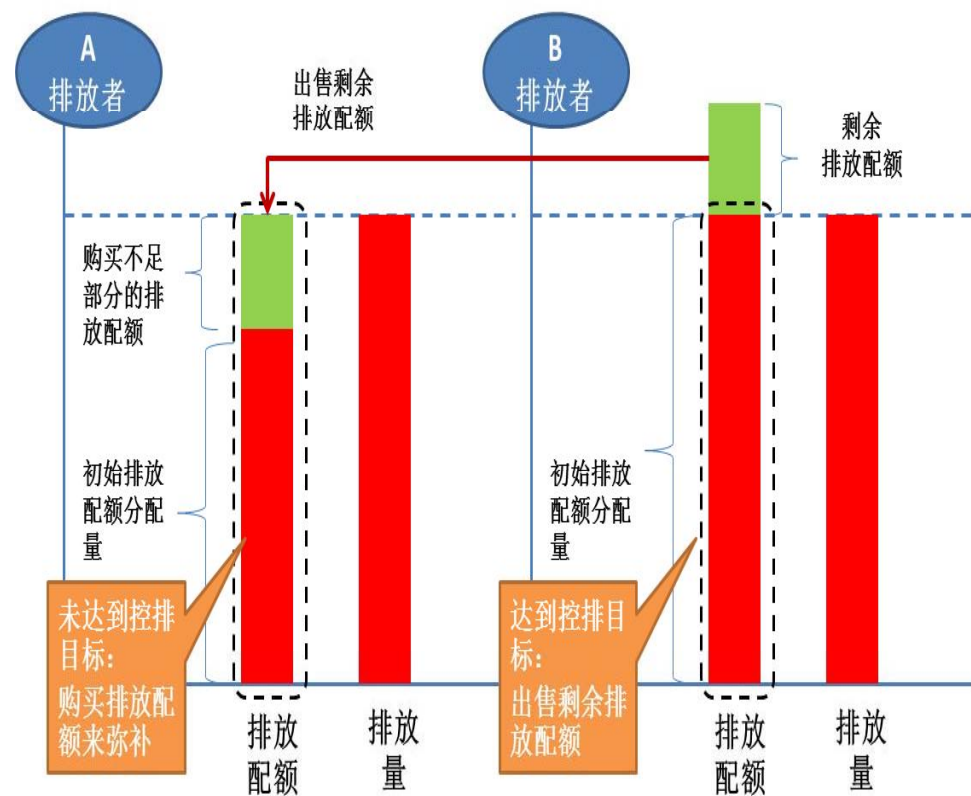 A
排放者
出售剩余
排放配额
B
排放者
剩余
排放配额
购买不足
部分的排
放配额
初始排放
配额分配
量
初始排放
配额分配
量
未达到控排
目标：
购买排放配
额来弥补
达到控排目
标：
出售剩余排
放配额
排放
配额
排放
量
排放
配额
排放
量